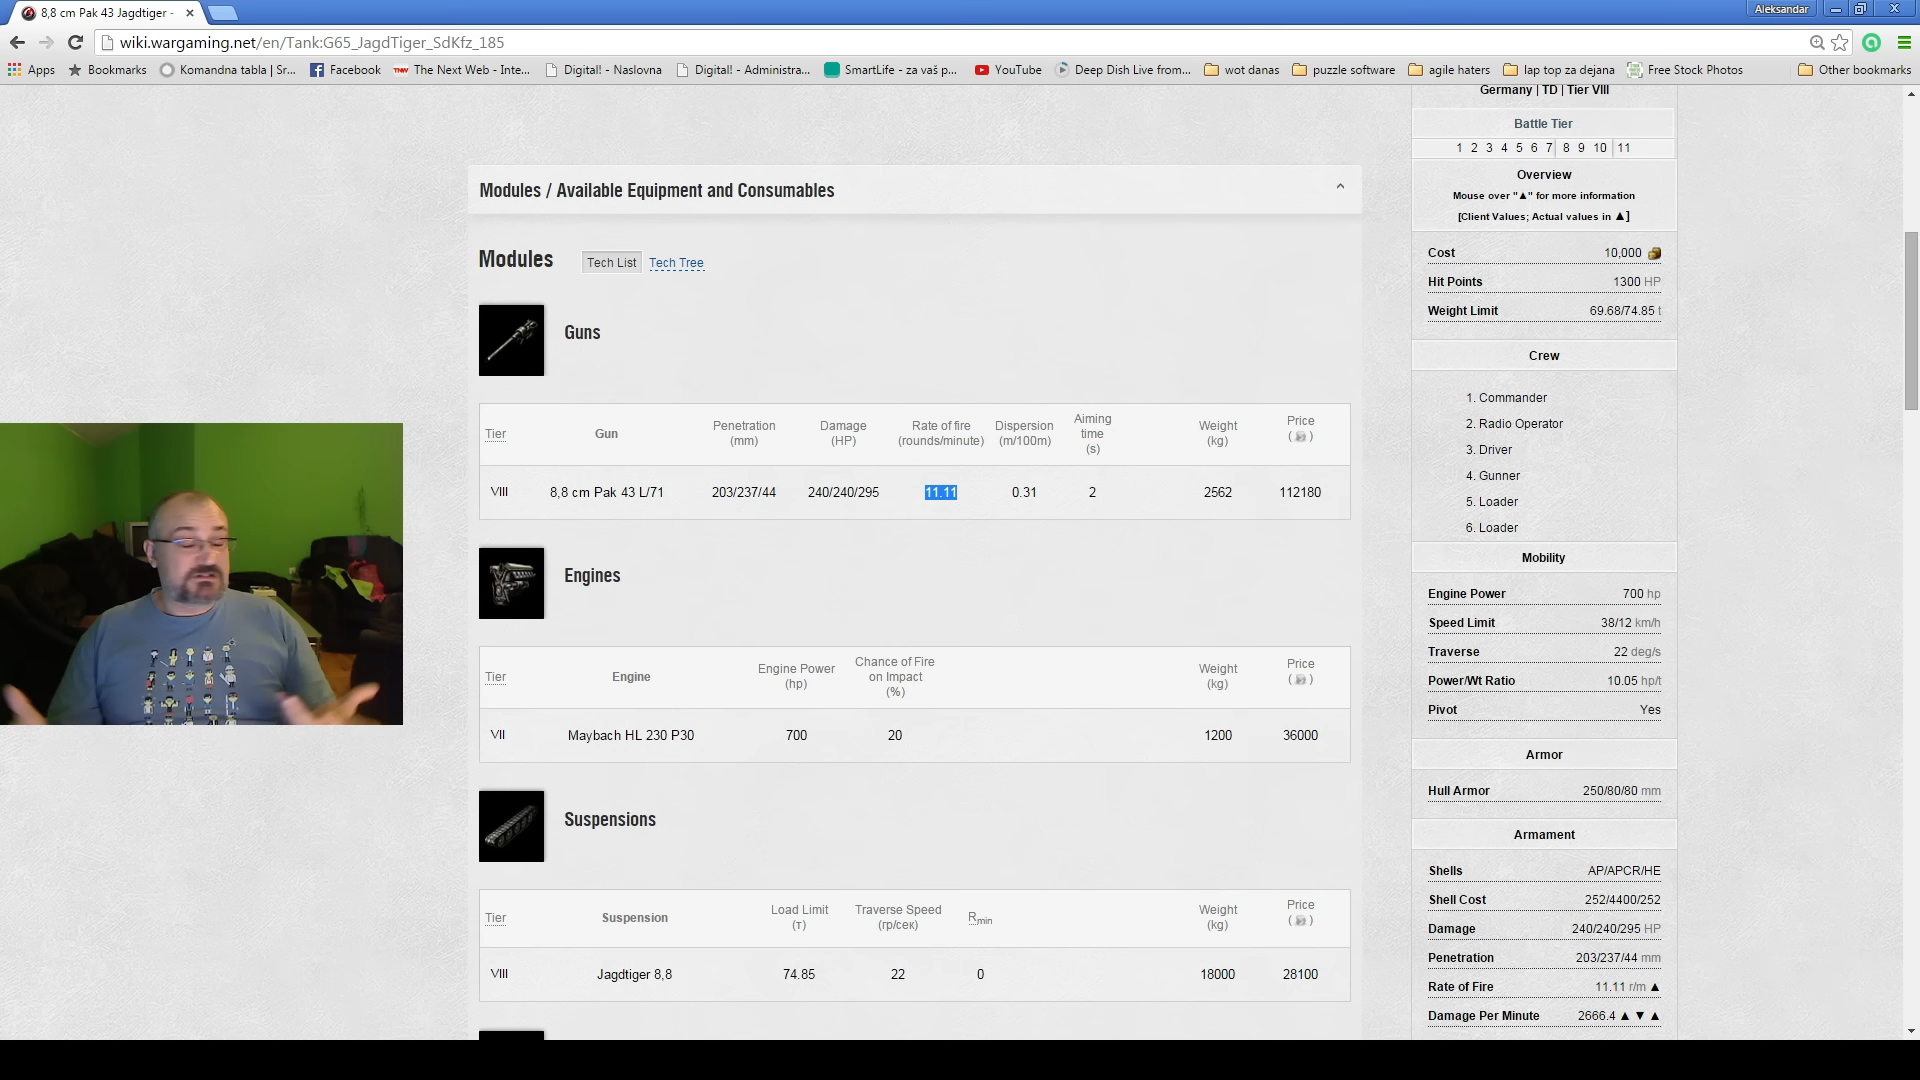 8,8 cm Pak 43 Jagdtiger -
Aleksandar
wiki.wargaming.net/en/Tank:G65_JagdTiger_SdKfz_185
Apps Bookmarks Komandna tabla | Sr... Facebook The Next Web - Inte... Digital! - Naslovna Digital! - Administra... SmartLife - za vaš p... YouTube Deep Dish Live from... wot danas puzzle software agile haters lap top za dejana Free Stock Photos Other bookmarks
Modules / Available Equipment and Consumables
Modules Tech List Tech Tree
Guns
Tier Gun Penetration (mm) Damage (HP) Rate of fire (rounds/minute) Dispersion (m/100m) Aiming time (s) Weight (kg) Price ( )
VIII 8,8 cm Pak 43 L/71 203/237/44 240/240/295 11.11 0.31 2 2562 112180
Engines
Tier Engine Engine Power (hp) Chance of Fire on Impact (%) Weight (kg) Price ( )
VII Maybach HL 230 P30 700 20 1200 36000
Suspensions
Tier Suspension Load Limit (т) Traverse Speed (гр/сек) Rmin Weight (kg) Price ( )
VIII Jagdtiger 8,8 74.85 22 0 18000 28100
Germany | TD | Tier VIII
Battle Tier
1 2 3 4 5 6 7 8 9 10 11
Overview
Mouse over "▲" for more information
[Client Values; Actual values in ▲]
Cost 10,000
Hit Points 1300 HP
Weight Limit 69.68/74.85 t
Crew
1. Commander
2. Radio Operator
3. Driver
4. Gunner
5. Loader
6. Loader
Mobility
Engine Power 700 hp
Speed Limit 38/12 km/h
Traverse 22 deg/s
Power/Wt Ratio 10.05 hp/t
Pivot Yes
Armor
Hull Armor 250/80/80 mm
Armament
Shells AP/APCR/HE
Shell Cost 252/4400/252
Damage 240/240/295 HP
Penetration 203/237/44 mm
Rate of Fire 11.11 r/m ▲
Damage Per Minute 2666.4 ▲ ▼ ▲